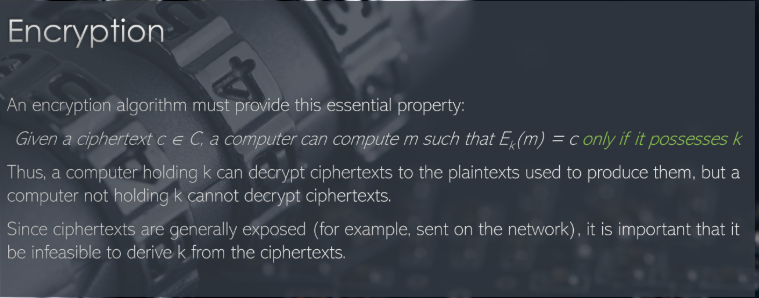 Encryption
An encryption algorithm must provide this essential property:
Given a ciphertext c ∈ C, a computer can compute m such that Eₖ(m) = c only if it possesses k
Thus, a computer holding k can decrypt ciphertexts to the plaintexts used to produce them, but a
computer not holding k cannot decrypt ciphertexts.
Since ciphertexts are generally exposed (for example, sent on the network), it is important that it
be infeasible to derive k from the ciphertexts.